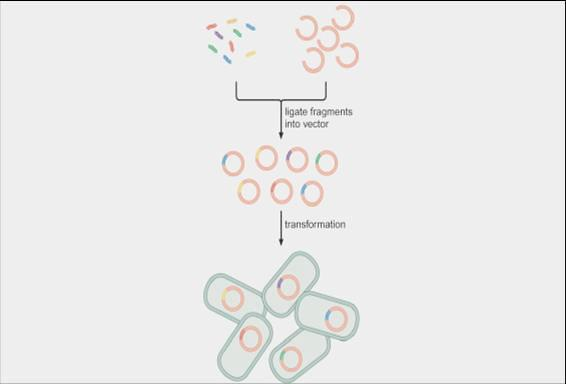 ligate fragments
into vector
transformation